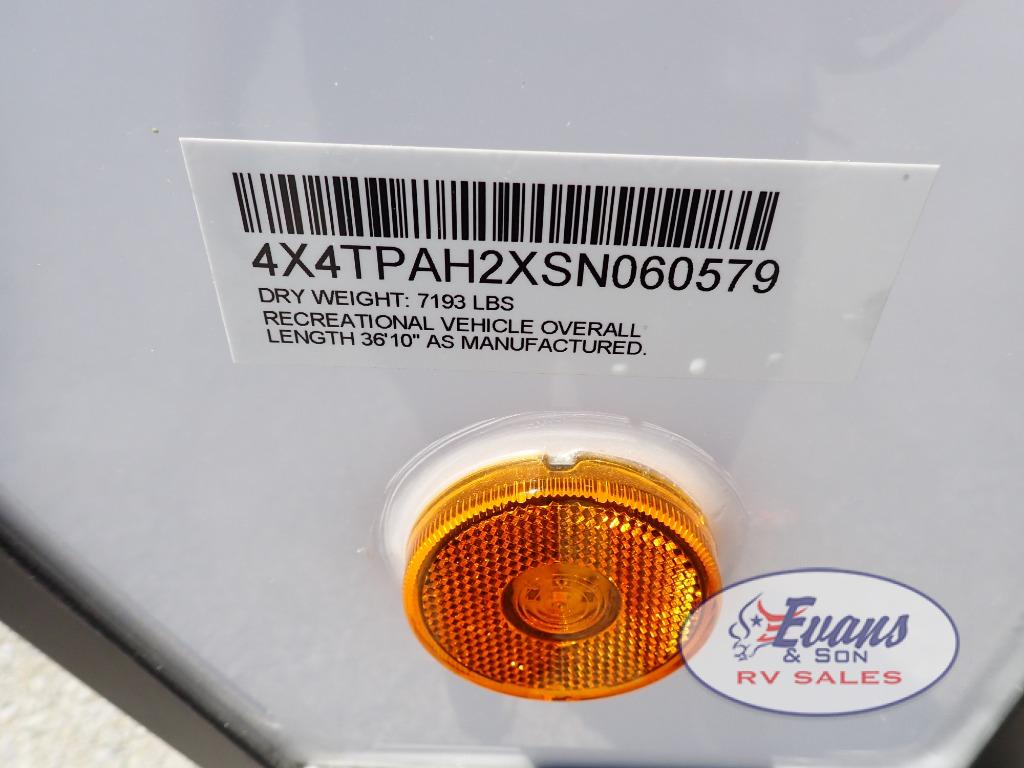 4X4TPAH2XSN060579
DRY WEIGHT: 7193 LBS
RECREATIONAL VEHICLE OVERALL
LENGTH 36'10" AS MANUFACTURED.
Evans
& SON
RV SALES